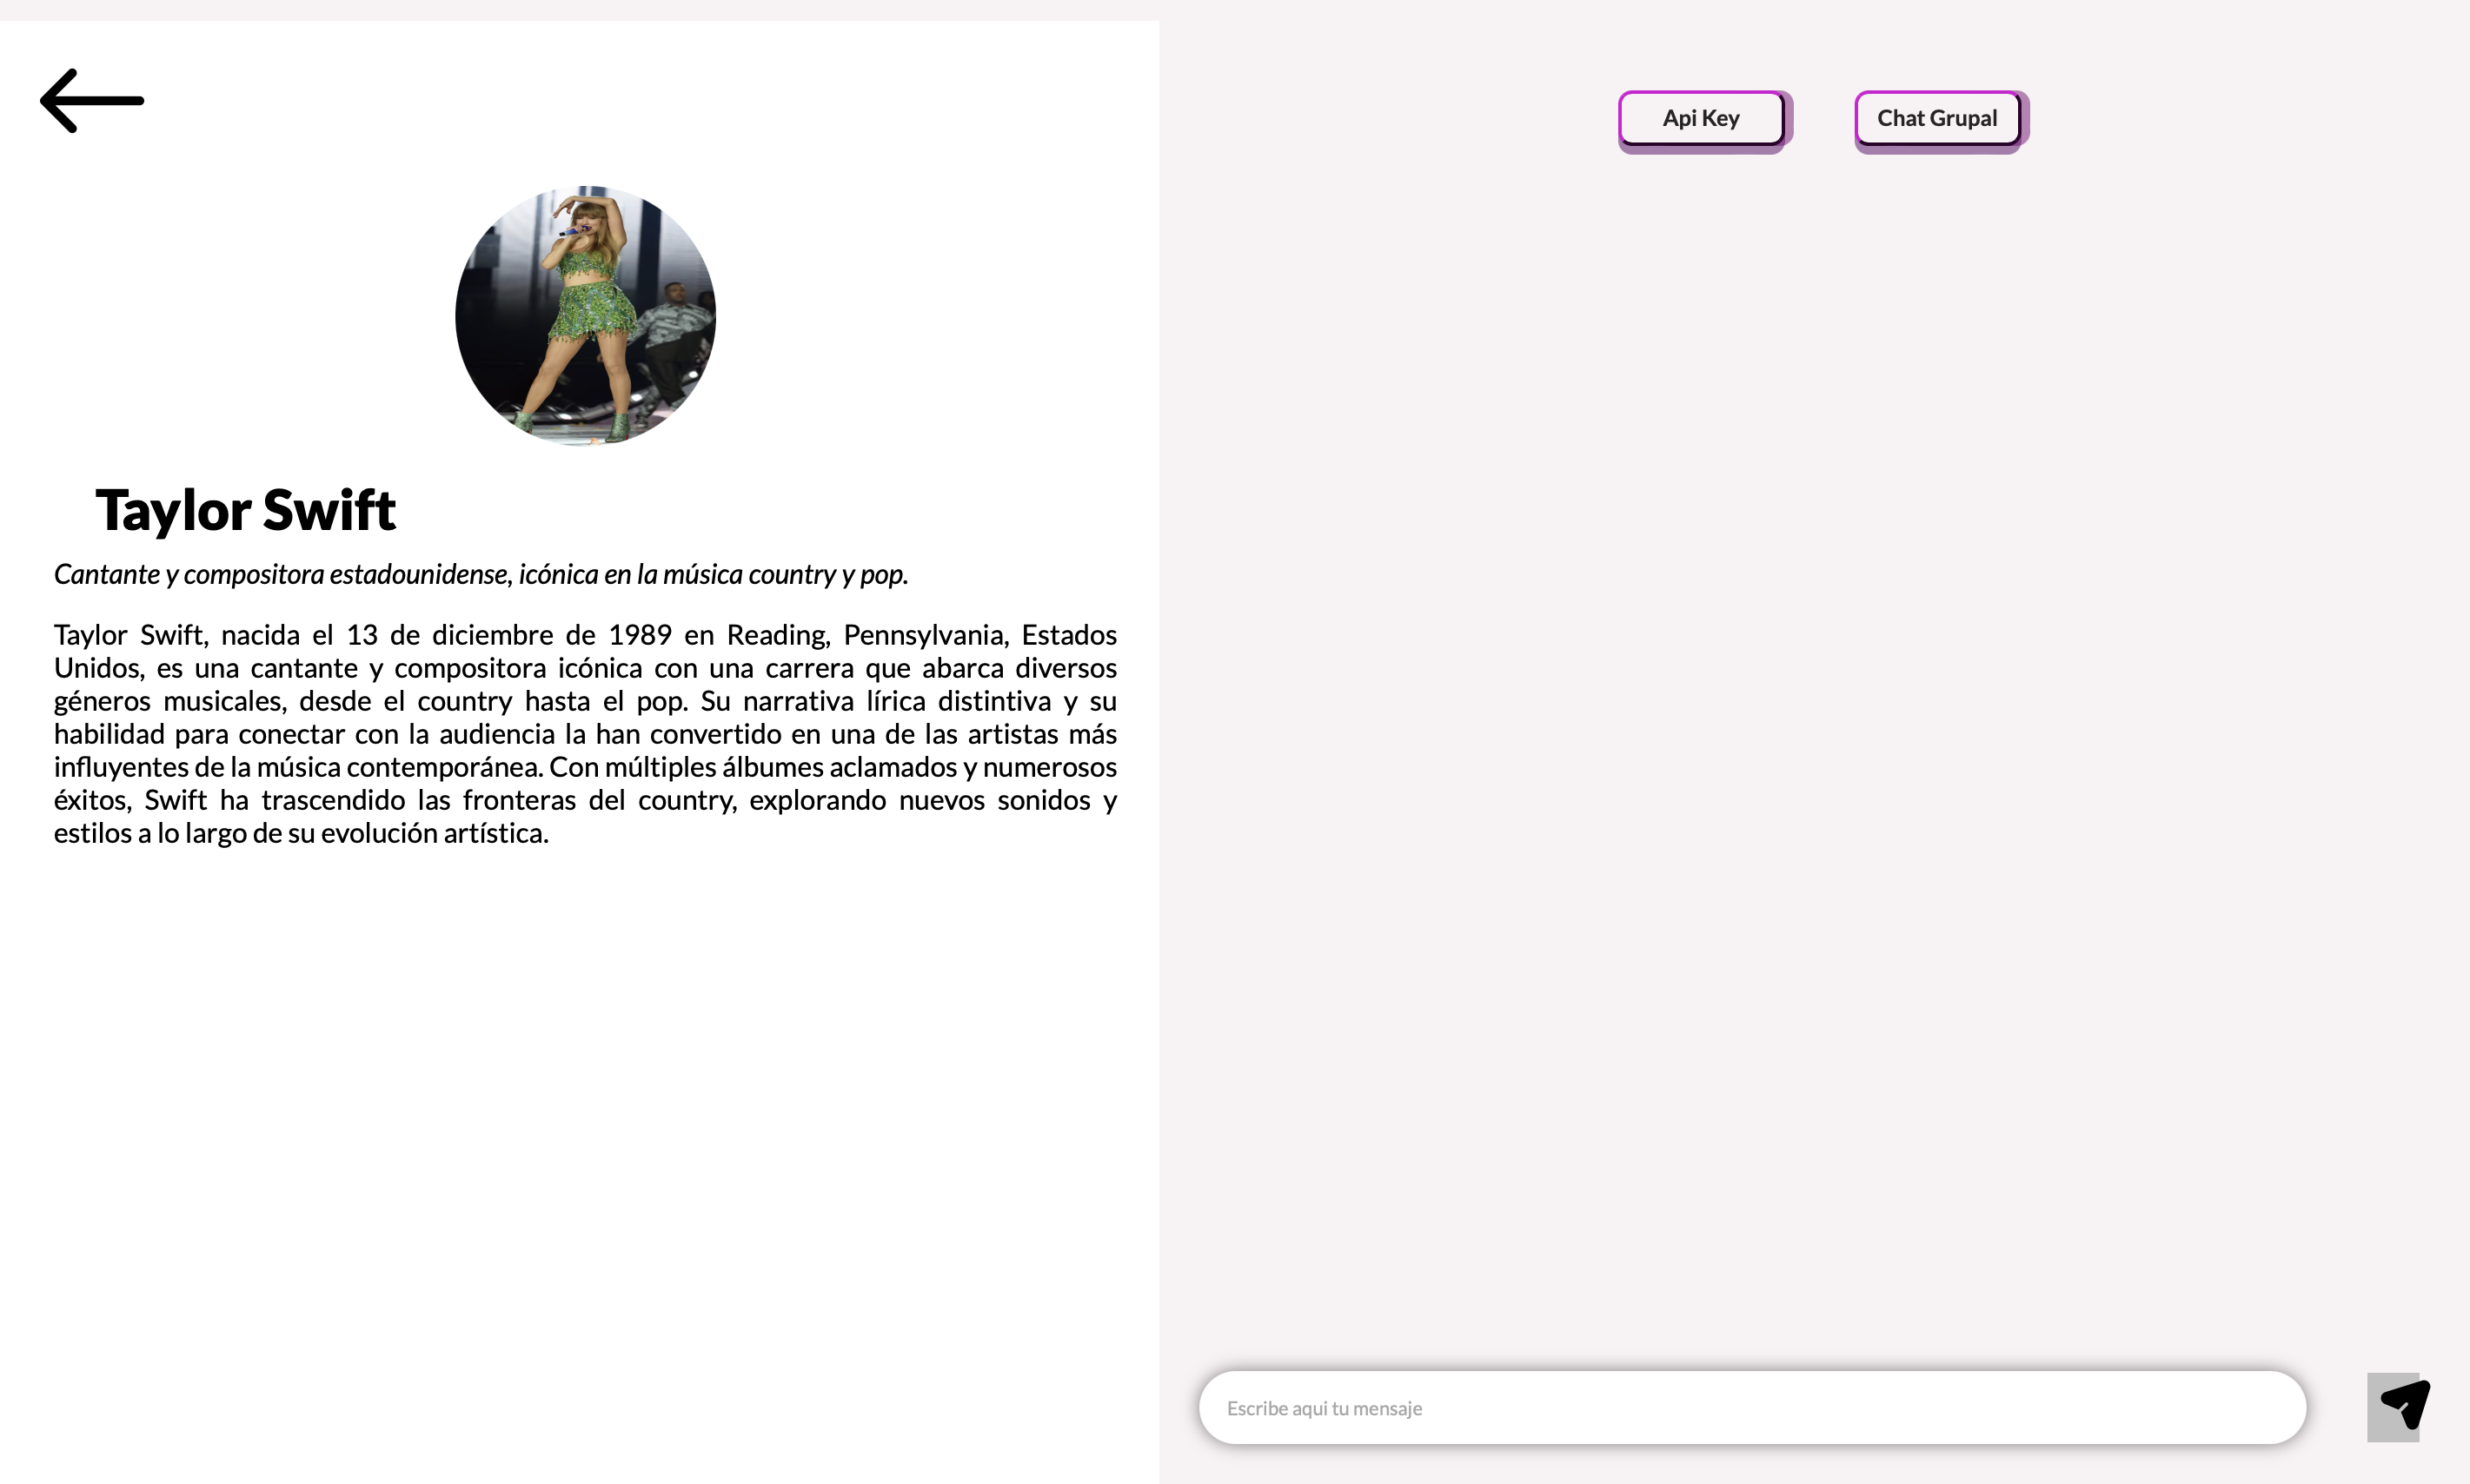 Api Key
Chat Grupal
Taylor Swift
Cantante y compositora estadounidense, icónica en la música country y pop.
Taylor Swift, nacida el 13 de diciembre de 1989 en Reading, Pennsylvania, Estados
Unidos, es una cantante y compositora icónica con una carrera que abarca diversos
géneros musicales, desde el country hasta el pop. Su narrativa lírica distintiva y su
habilidad para conectar con la audiencia la han convertido en una de las artistas más
influyentes de la música contemporánea. Con múltiples álbumes aclamados y numerosos
éxitos, Swift ha trascendido las fronteras del country, explorando nuevos sonidos y
estilos a lo largo de su evolución artística.
Escribe aqui tu mensaje